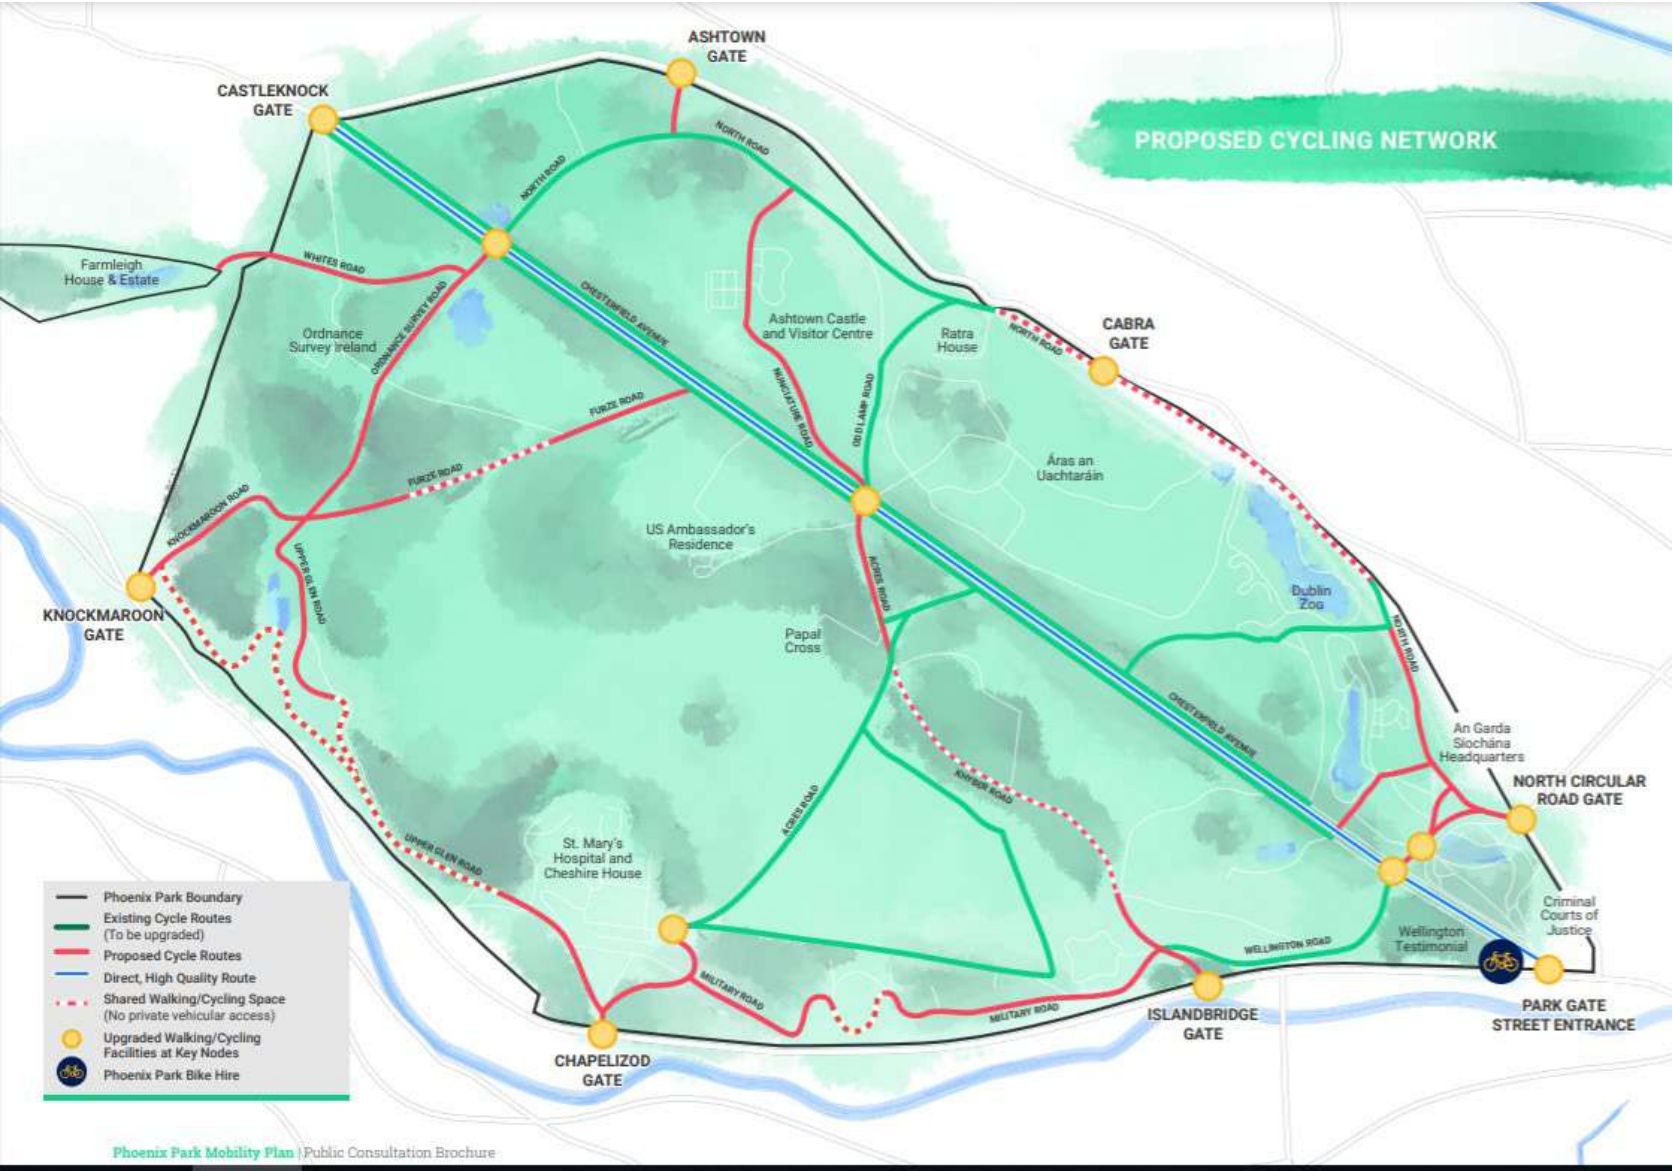 ASHTOWN
GATE
CASTLEKNOCK
GATE
PROPOSED CYCLING NETWORK
NORTH ROAD
NORTH ROAD
Farmleigh
House & Estate
WHITES ROAD
ORDNANCE SURVEY ROAD
Ordnance
Survey Ireland
CHESTERFIELD AVENUE
Ashtown Castle
and Visitor Centre
Ratra
House
NORTH ROAD
CABRA
GATE
NUNCIATURE ROAD
ODD LAMP ROAD
FURZE ROAD
FURZE ROAD
Áras an
Uachtaráin
KNOCKMAROON ROAD
US Ambassador's
Residence
UPPER GLEN ROAD
ACRES ROAD
Dublin
Zoo
KNOCKMAROON
GATE
Papal
Cross
NORTH ROAD
CHESTERFIELD AVENUE
An Garda
Síochána
Headquarters
NORTH CIRCULAR
ROAD GATE
KHYBER ROAD
ACRES ROAD
UPPER GLEN ROAD
St. Mary's
Hospital and
Cheshire House
Criminal
Courts of
Justice
Wellington
Testimonial
WELLINGTON ROAD
MILITARY ROAD
MILITARY ROAD
ISLANDBRIDGE
GATE
PARK GATE
STREET ENTRANCE
CHAPELIZOD
GATE
Phoenix Park Boundary
Existing Cycle Routes
(To be upgraded)
Proposed Cycle Routes
Direct, High Quality Route
Shared Walking/Cycling Space
(No private vehicular access)
Upgraded Walking/Cycling
Facilities at Key Nodes
Phoenix Park Bike Hire
Phoenix Park Mobility Plan | Public Consultation Brochure